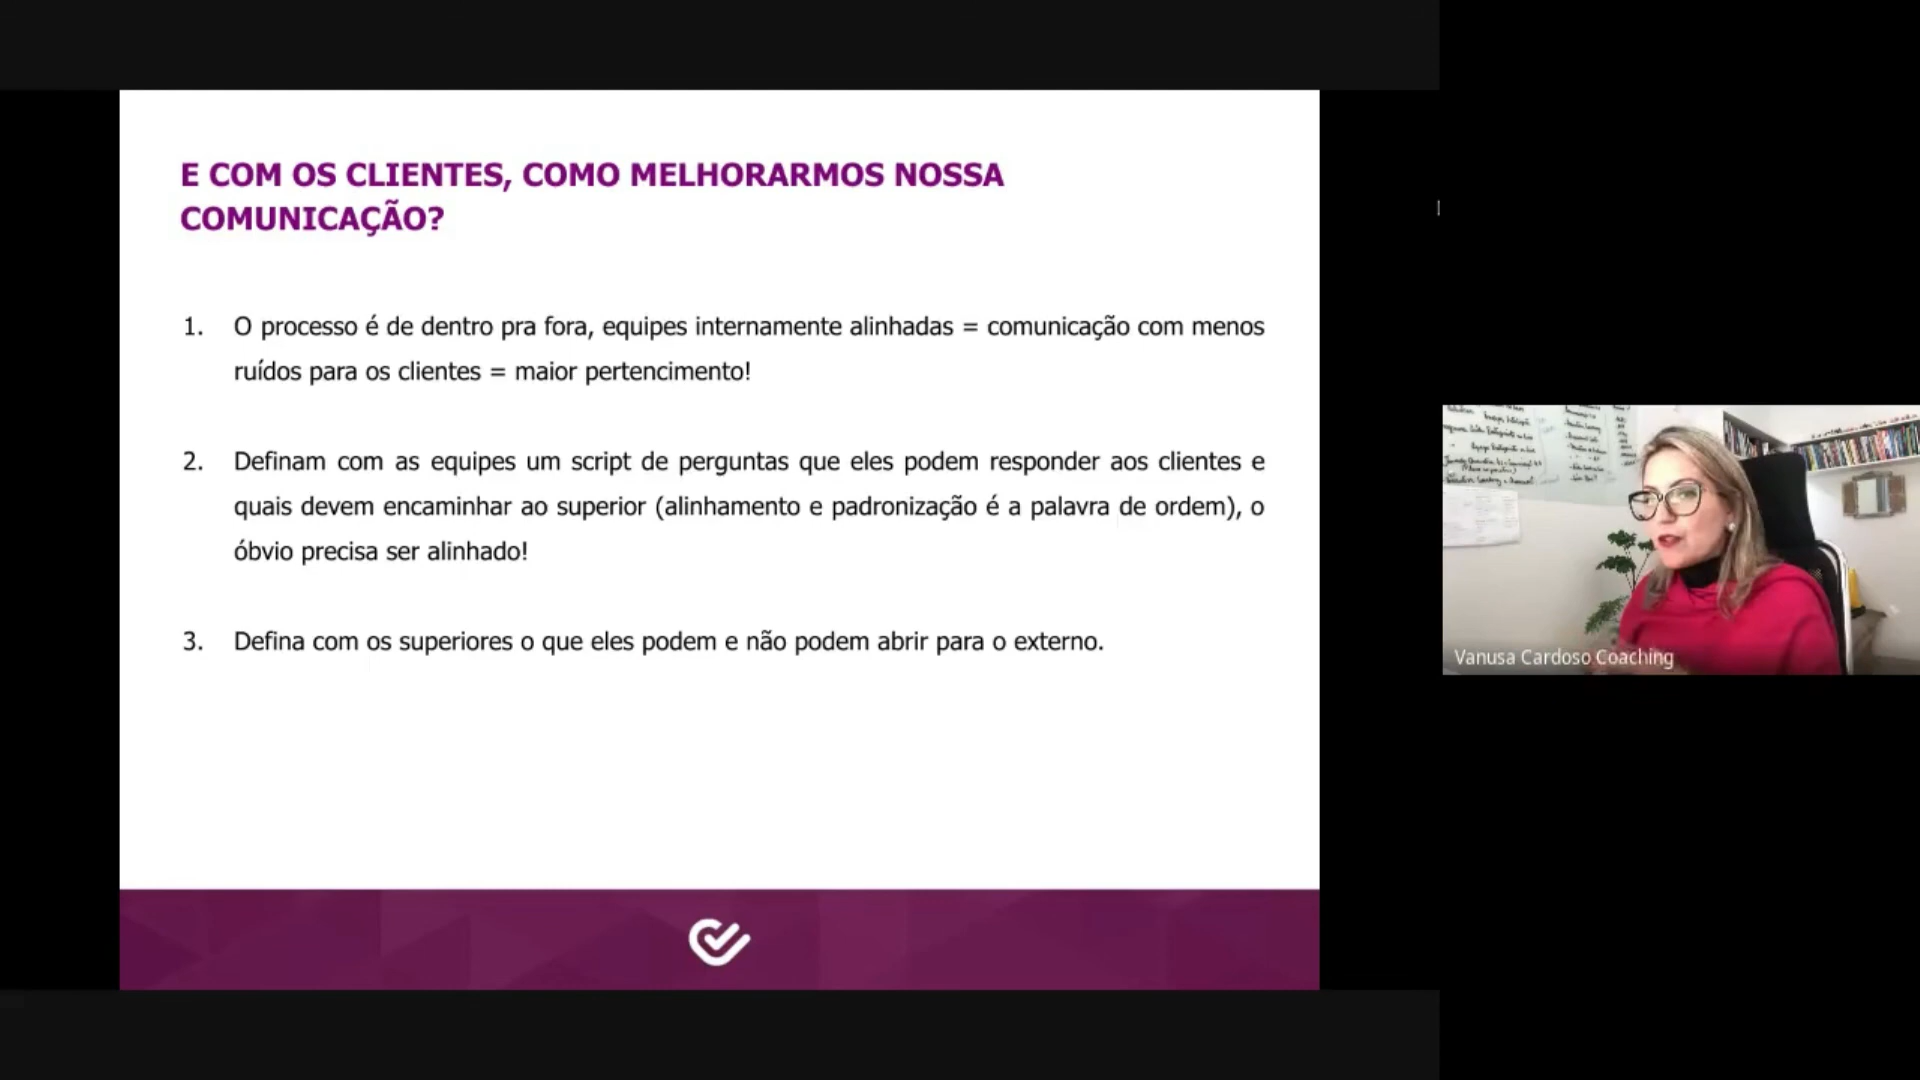 E COM OS CLIENTES, COMO MELHORARMOS NOSSA
COMUNICAÇÃO?
1. O processo é de dentro pra fora, equipes internamente alinhadas = comunicação com menos
ruídos para os clientes = maior pertencimento!
2. Definam com as equipes um script de perguntas que eles podem responder aos clientes e
quais devem encaminhar ao superior (alinhamento e padronização é a palavra de ordem), o
óbvio precisa ser alinhado!
3. Defina com os superiores o que eles podem e não podem abrir para o externo.
Vanusa Cardoso Coaching